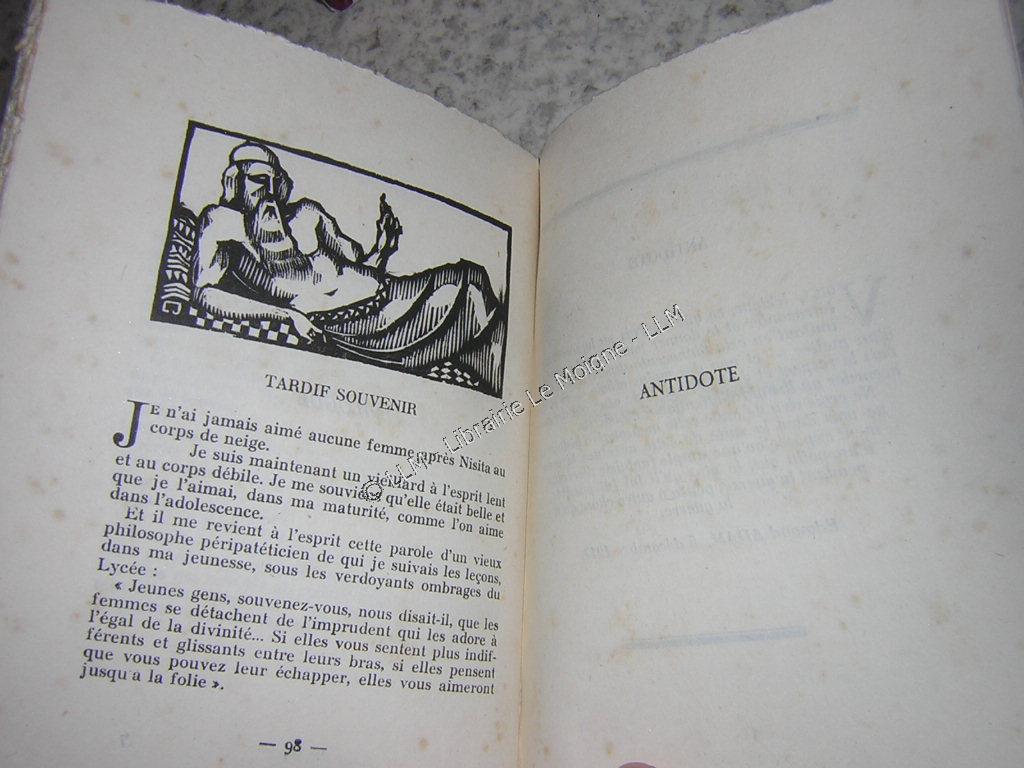 TARDIF SOUVENIR
JE n'ai jamais aimé aucune femme après Nisita au
corps de neige.
Je suis maintenant un vieillard à l'esprit lent
et au corps débile. Je me souviens qu'elle était belle et
que je l'aimai, dans ma maturité, comme l'on aime
dans l'adolescence.
Et il me revient à l'esprit cette parole d'un vieux
philosophe péripatéticien de qui je suivais les leçons,
dans ma jeunesse, sous les verdoyants ombrages du
Lycée :
« Jeunes gens, souvenez-vous, nous disait-il, que les
femmes se détachent de l'imprudent qui les adore à
l'égal de la divinité... Si elles vous sentent plus indif-
férents et glissants entre leurs bras, si elles pensent
que vous pouvez leur échapper, elles vous aimeront
jusqu'a la folie ».
— 98 —
ANTIDOTE
© LLM - Librairie Le Moigne - LLM